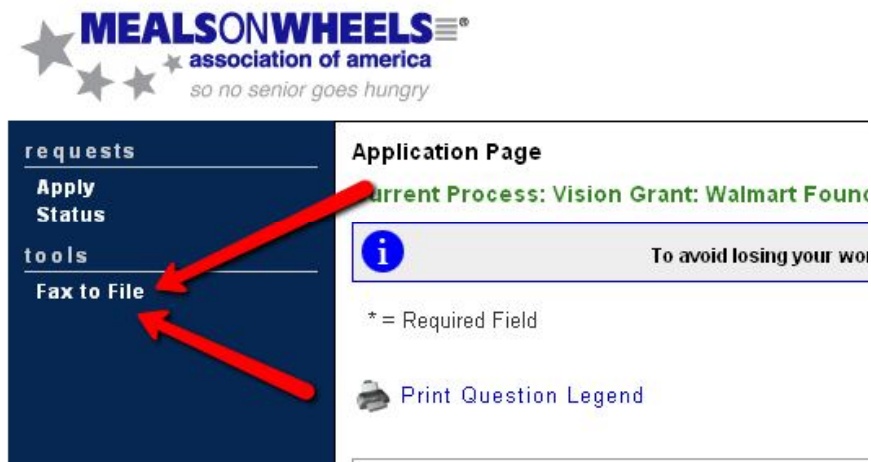 MEALSONWHEELS®
association of america
so no senior goes hungry
requests
Apply
Status
tools
Fax to File
Application Page
urrent Process: Vision Grant: Walmart Foun
To avoid losing your wor
* = Required Field
Print Question Legend